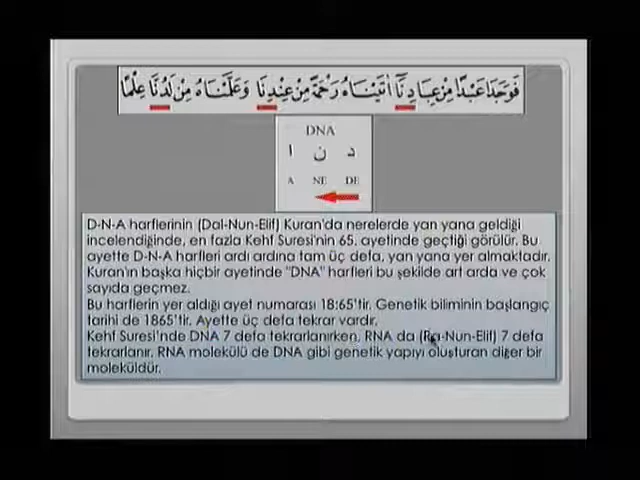 فَوَجَدَا عَبْدًا مِنْ عِبَادِنَٓا اٰتَيْنَاهُ رَحْمَةً مِنْ عِنْدِنَا وَعَلَّمْنَاهُ مِنْ لَدُنَّا عِلْمًا
DNA
د ن ا
A NE DE
D-N-A harflerinin (Dal-Nun-Elif) Kuran'da nerelerde yan yana geldiği
incelendiğinde, en fazla Kehf Suresi'nin 65. ayetinde geçtiği görülür. Bu
ayette D-N-A harfleri ardı ardına tam üç defa, yan yana yer almaktadır.
Kuran'ın başka hiçbir ayetinde "DNA" harfleri bu şekilde art arda ve çok
sayıda geçmez.
Bu harflerin yer aldığı ayet numarası 18:65'tir. Genetik biliminin başlangıç
tarihi de 1865'tir. Ayette üç defa tekrar vardır.
Kehf Suresi'nde DNA 7 defa tekrarlanırken, RNA da (Ra-Nun-Elif) 7 defa
tekrarlanır. RNA molekülü de DNA gibi genetik yapıyı oluşturan diğer bir
moleküldür.